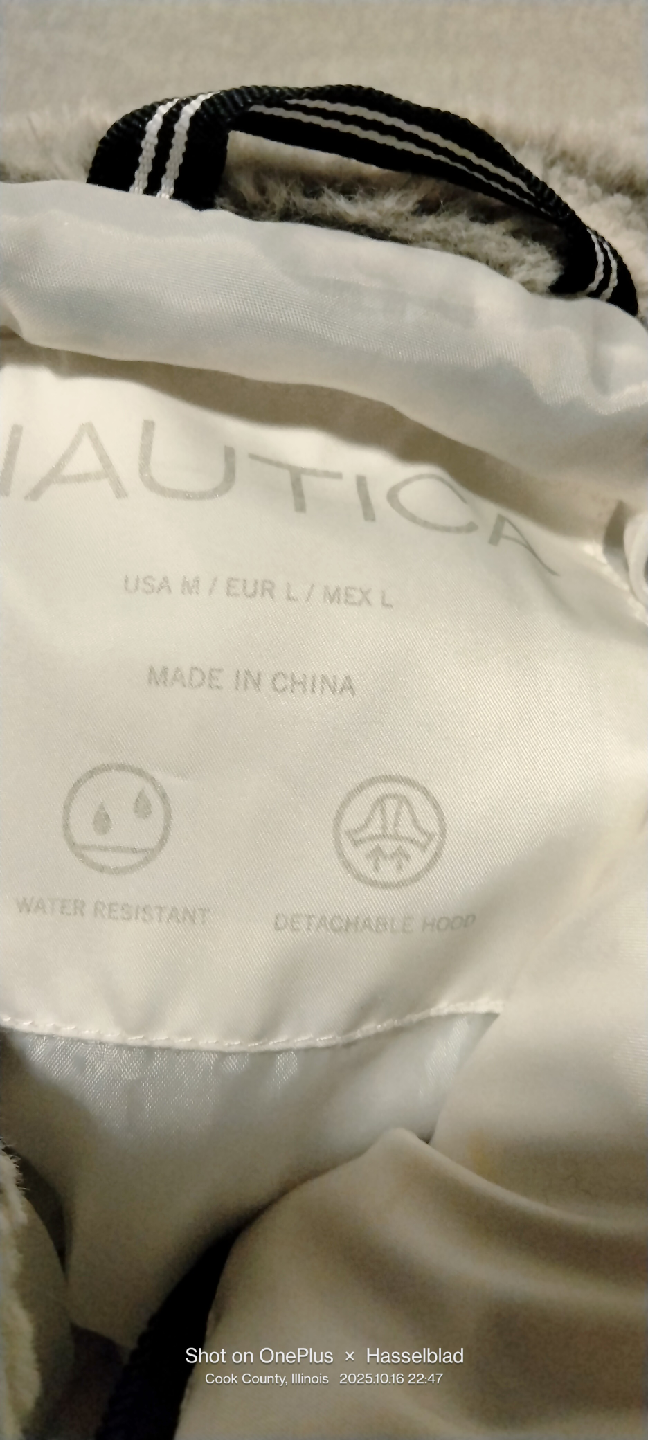 NAUTICA
USA M / EUR L / MEX L
MADE IN CHINA
WATER RESISTANT
DETACHABLE HOOD
Shot on OnePlus × Hasselblad
Cook County, Illinois 2025.10.16 22:47